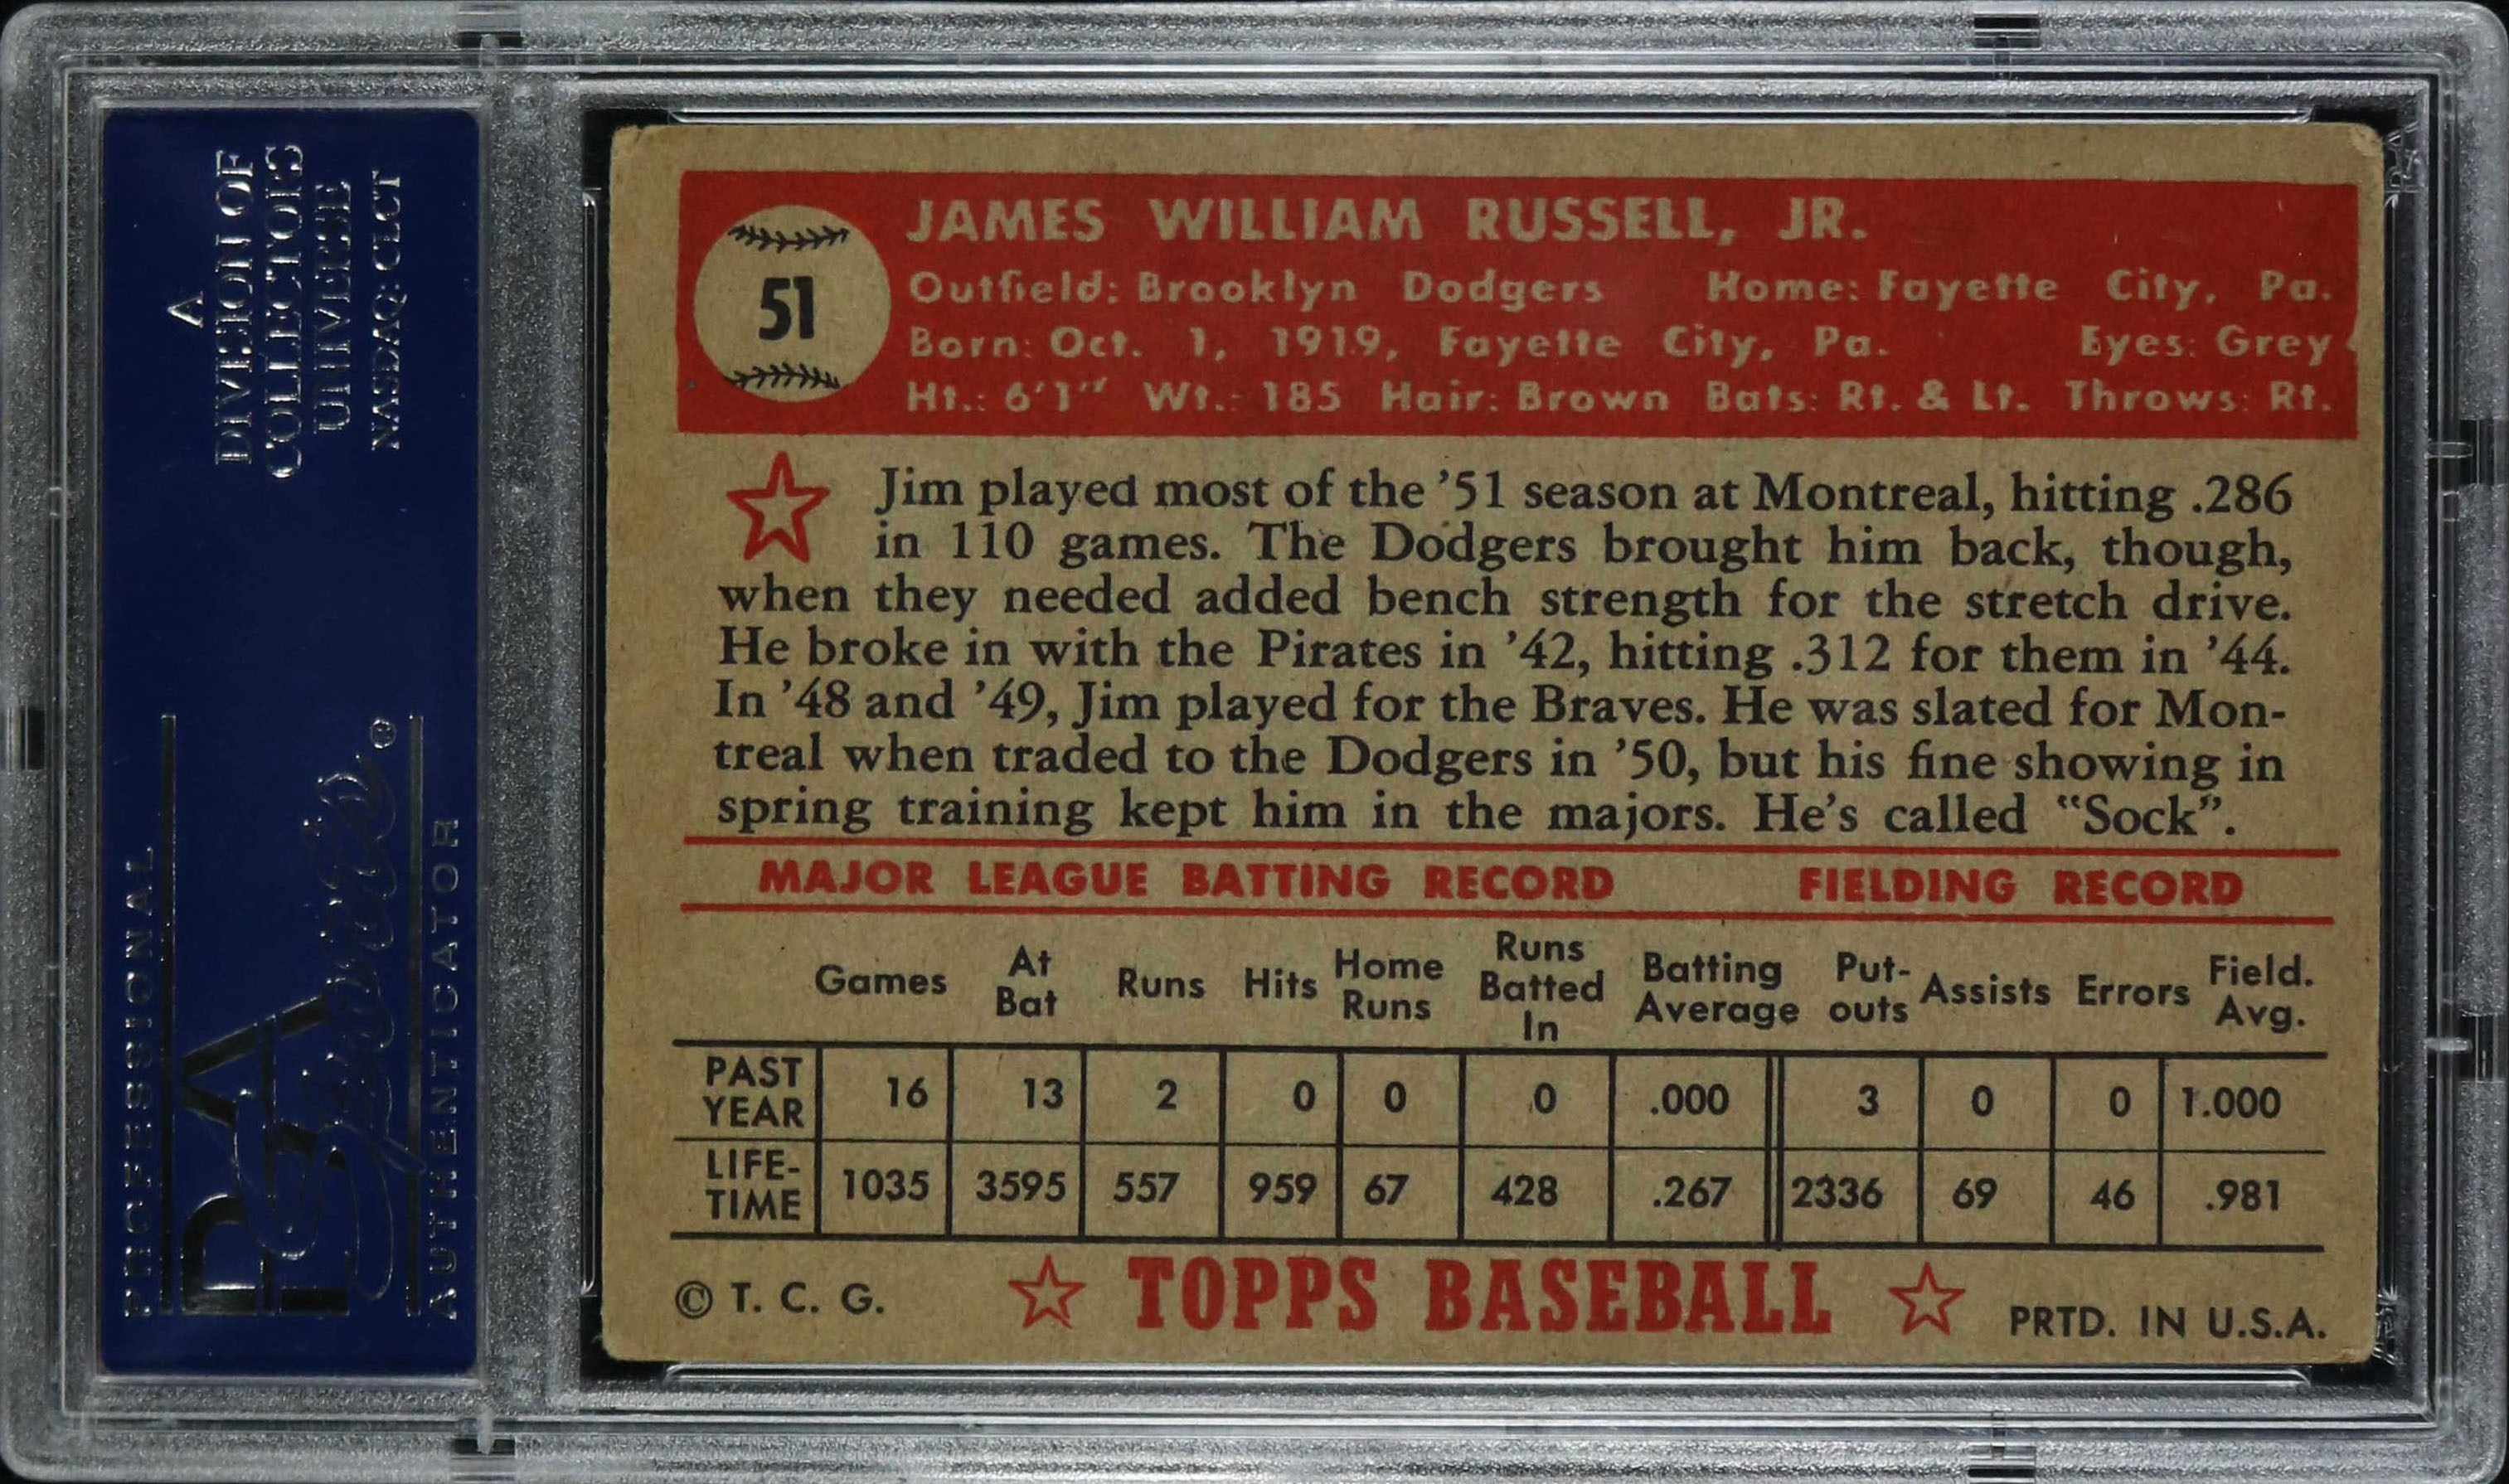 A
DIVISION OF
COLLECTORS
UNIVERSE
NASDAQ: CLCT
PROFESSIONAL
PSA
Sports®
AUTHENTICATOR
51
JAMES WILLIAM RUSSELL, JR.
Outfield: Brooklyn Dodgers Home: Fayette City, Pa.
Born: Oct. 1, 1919, Fayette City, Pa. Eyes: Grey
Ht.: 6'1" Wt.: 185 Hair: Brown Bats: Rt. & Lt. Throws: Rt.
Jim played most of the ’51 season at Montreal, hitting .286
in 110 games. The Dodgers brought him back, though,
when they needed added bench strength for the stretch drive.
He broke in with the Pirates in ’42, hitting .312 for them in ’44.
In ’48 and ’49, Jim played for the Braves. He was slated for Mon-
treal when traded to the Dodgers in ’50, but his fine showing in
spring training kept him in the majors. He’s called “Sock”.
MAJOR LEAGUE BATTING RECORD FIELDING RECORD
Games At Bat Runs Hits Home Runs Runs Batted In Batting Average Put-outs Assists Errors Field. Avg.
PAST YEAR 16 13 2 0 0 0 .000 3 0 0 1.000
LIFE-TIME 1035 3595 557 959 67 428 .267 2336 69 46 .981
© T. C. G. TOPPS BASEBALL PRTD. IN U.S.A.